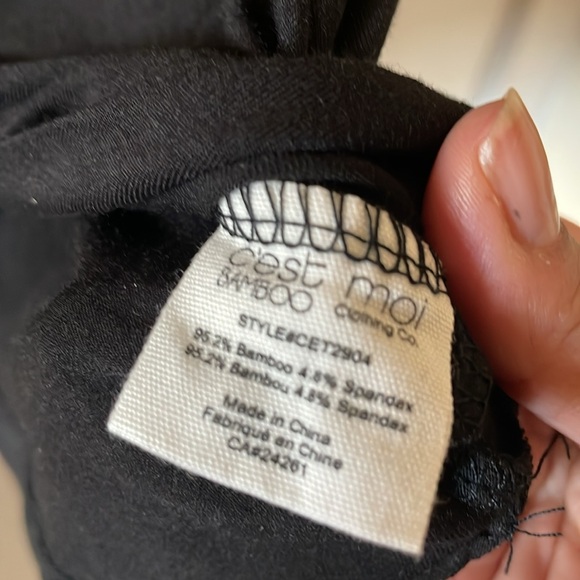 c'est moi
BAMBOO Clothing Co.
STYLE#CET2904
95.2% Bamboo 4.8% Spandex
95.2% Bambou 4.8% Spandex
Made in China
Fabriqué en Chine
CA#24261